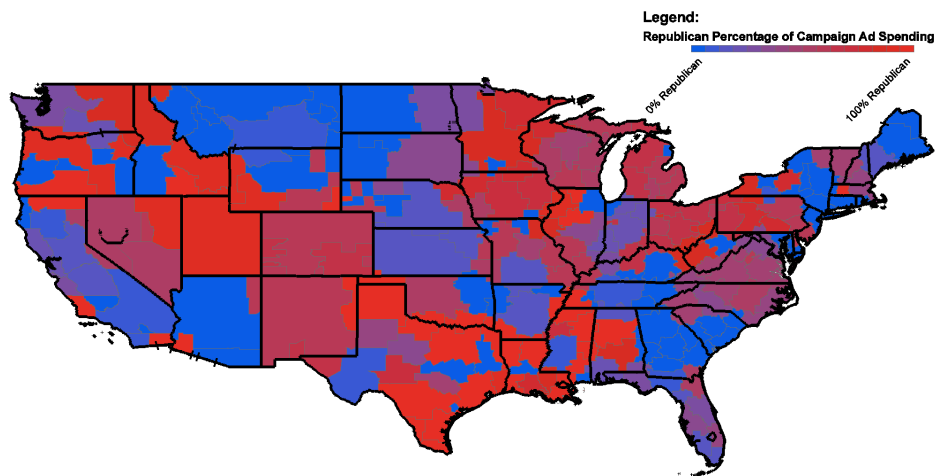 Legend:
Republican Percentage of Campaign Ad Spending
0% Republican
100% Republican